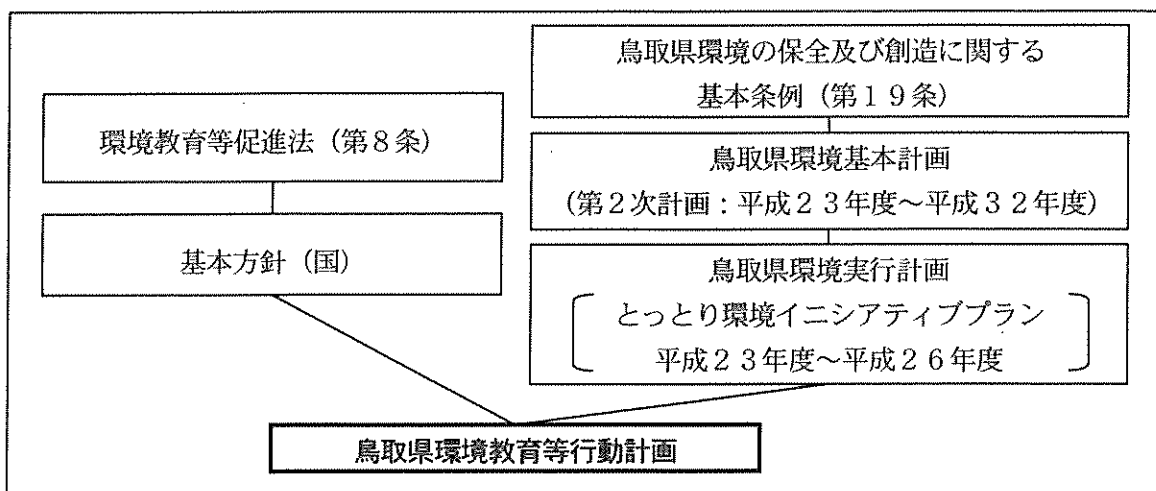 鳥取県環境の保全及び創造に関する
基本条例（第１９条）
環境教育等促進法（第８条）
鳥取県環境基本計画
（第２次計画：平成２３年度～平成３２年度）
基本方針（国）
鳥取県環境実行計画
とっとり環境イニシアティブプラン
平成２３年度～平成２６年度
鳥取県環境教育等行動計画